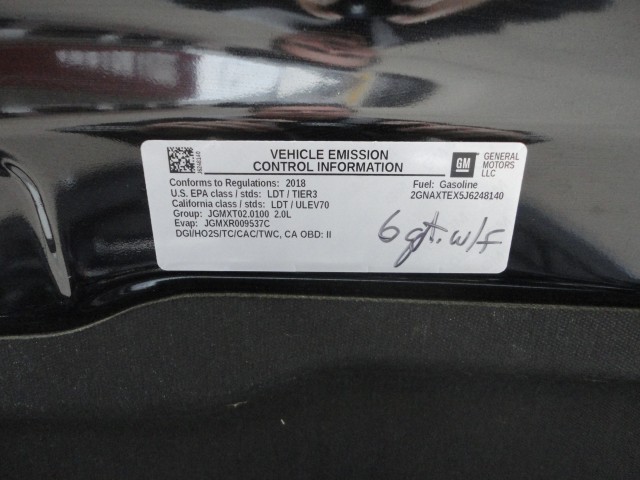 VEHICLE EMISSION
CONTROL INFORMATION
GM
GENERAL
MOTORS
LLC
J6248140
Conforms to Regulations: 2018
U.S. EPA class / stds: LDT / TIER3
California class / stds: LDT / ULEV70
Group: JGMXT02.0100 2.0L
Evap: JGMXR009537C
DGI/HO2S/TC/CAC/TWC, CA OBD: II
Fuel: Gasoline
2GNAXTEX5J6248140
6 qt. w/f